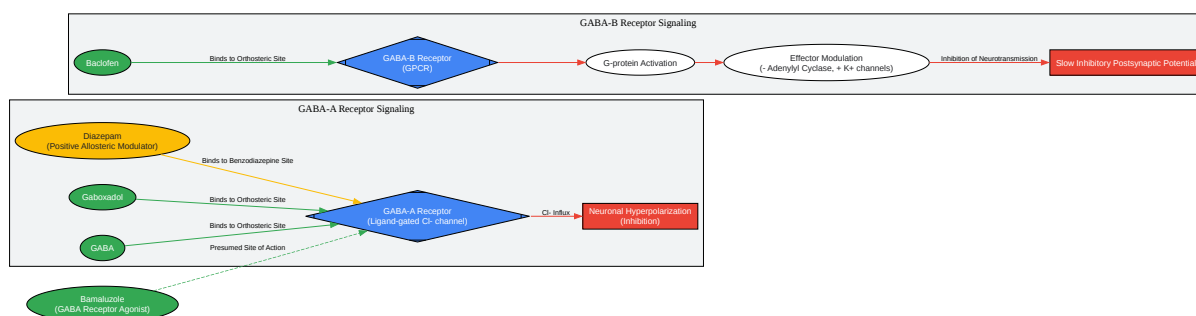 GABA-B Receptor Signaling
Baclofen
Binds to Orthosteric Site
GABA-B Receptor
(GPCR)
G-protein Activation
Effector Modulation
(- Adenylyl Cyclase, + K+ channels)
Inhibition of Neurotransmission
Slow Inhibitory Postsynaptic Potential
GABA-A Receptor Signaling
Diazepam
(Positive Allosteric Modulator)
Binds to Benzodiazepine Site
Gaboxadol
Binds to Orthosteric Site
GABA-A Receptor
(Ligand-gated Cl- channel)
Cl- Influx
Neuronal Hyperpolarization
(Inhibition)
Binds to Orthosteric Site
GABA
Presumed Site of Action
Bamaluzole
(GABA Receptor Agonist)